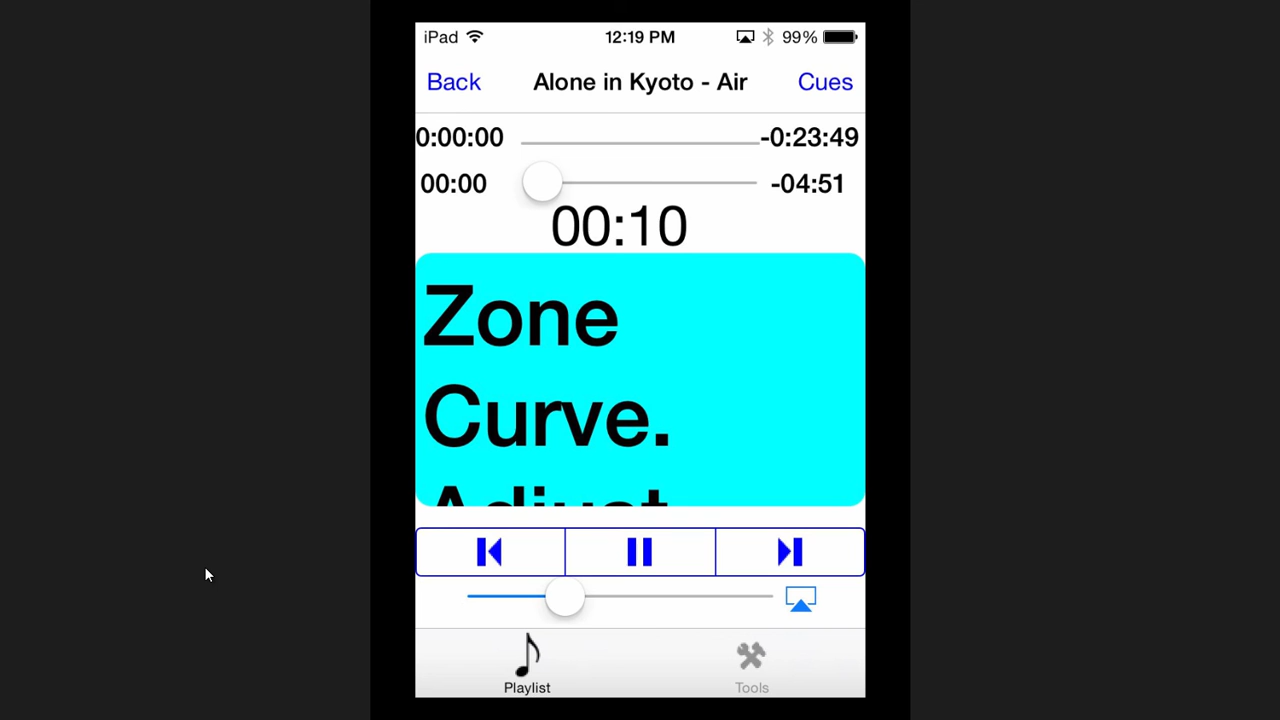 iPad 12:19 PM 99%
Back Alone in Kyoto - Air Cues
0:00:00 -0:23:49
00:00 -04:51
00:10
Zone
Curve.
Adjust
Playlist Tools